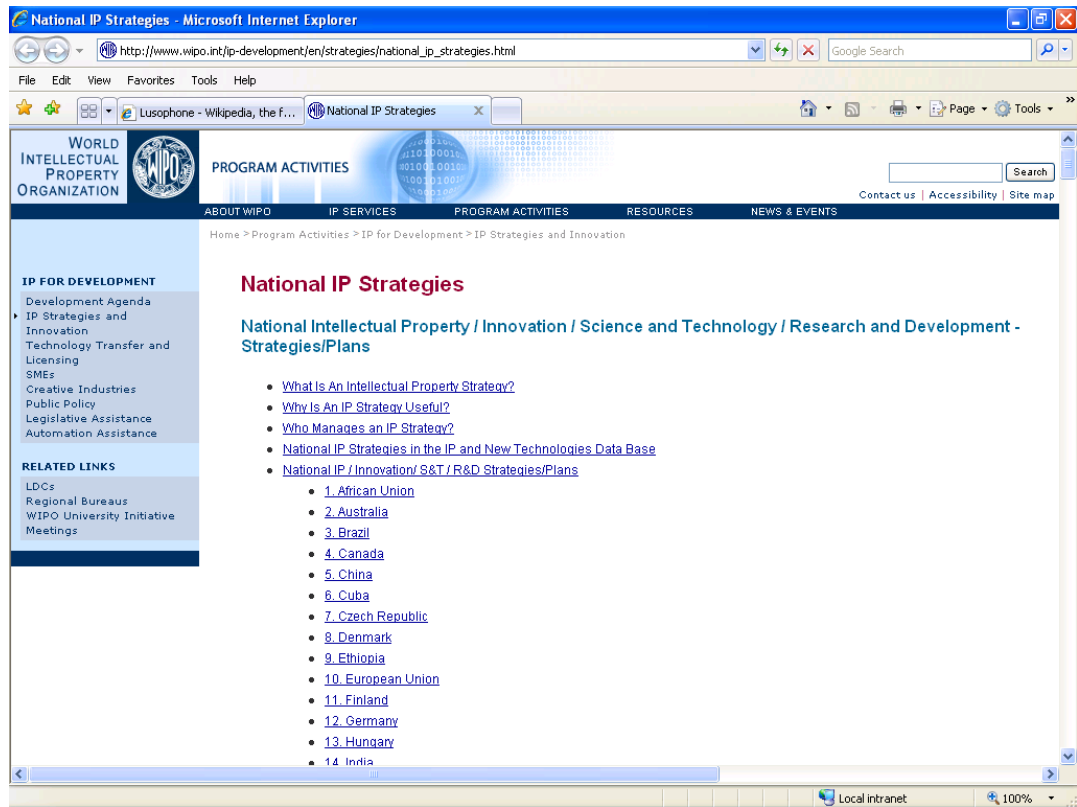 National IP Strategies - Microsoft Internet Explorer
http://www.wipo.int/ip-development/en/strategies/national_ip_strategies.html
Google Search
File Edit View Favorites Tools Help
Lusophone - Wikipedia, the f...
National IP Strategies
Page
Tools
WORLD
INTELLECTUAL
PROPERTY
ORGANIZATION
WIPO
PROGRAM ACTIVITIES
Search
Contact us | Accessibility | Site map
ABOUT WIPO IP SERVICES PROGRAM ACTIVITIES RESOURCES NEWS & EVENTS
Home > Program Activities > IP for Development > IP Strategies and Innovation
IP FOR DEVELOPMENT
Development Agenda
IP Strategies and
Innovation
Technology Transfer and
Licensing
SMEs
Creative Industries
Public Policy
Legislative Assistance
Automation Assistance
RELATED LINKS
LDCs
Regional Bureaus
WIPO University Initiative
Meetings
National IP Strategies
National Intellectual Property / Innovation / Science and Technology / Research and Development -
Strategies/Plans
What Is An Intellectual Property Strategy?
Why Is An IP Strategy Useful?
Who Manages an IP Strategy?
National IP Strategies in the IP and New Technologies Data Base
National IP / Innovation/ S&T / R&D Strategies/Plans
1. African Union
2. Australia
3. Brazil
4. Canada
5. China
6. Cuba
7. Czech Republic
8. Denmark
9. Ethiopia
10. European Union
11. Finland
12. Germany
13. Hungary
14. India
Local intranet
100%